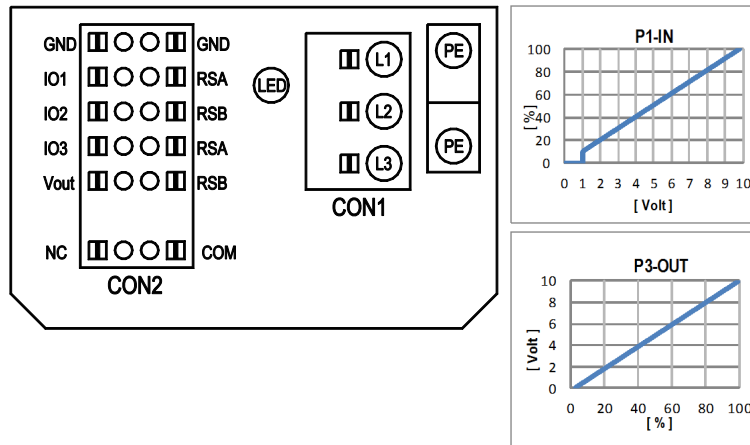 GND GND
IO1 RSA
IO2 RSB
IO3 RSA
Vout RSB
NC COM
CON2
LED
L1
L2
L3
CON1
PE
PE
P1-IN
100
80
60
40
20
0
[ % ]
0 1 2 3 4 5 6 7 8 9 10
[ Volt ]
P3-OUT
10
8
6
4
2
0
[ Volt ]
0 20 40 60 80 100
[ % ]